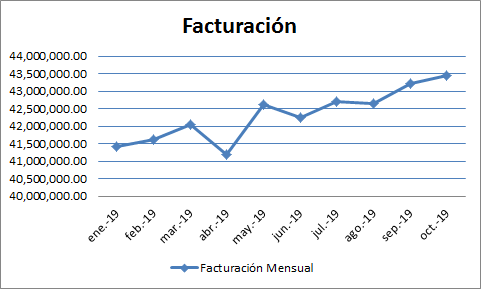 Facturación
44,000,000.00
43,500,000.00
43,000,000.00
42,500,000.00
42,000,000.00
41,500,000.00
41,000,000.00
40,500,000.00
40,000,000.00
ene.-19
feb.-19
mar.-19
abr.-19
may.-19
jun.-19
jul.-19
ago.-19
sep.-19
oct.-19
Facturación Mensual